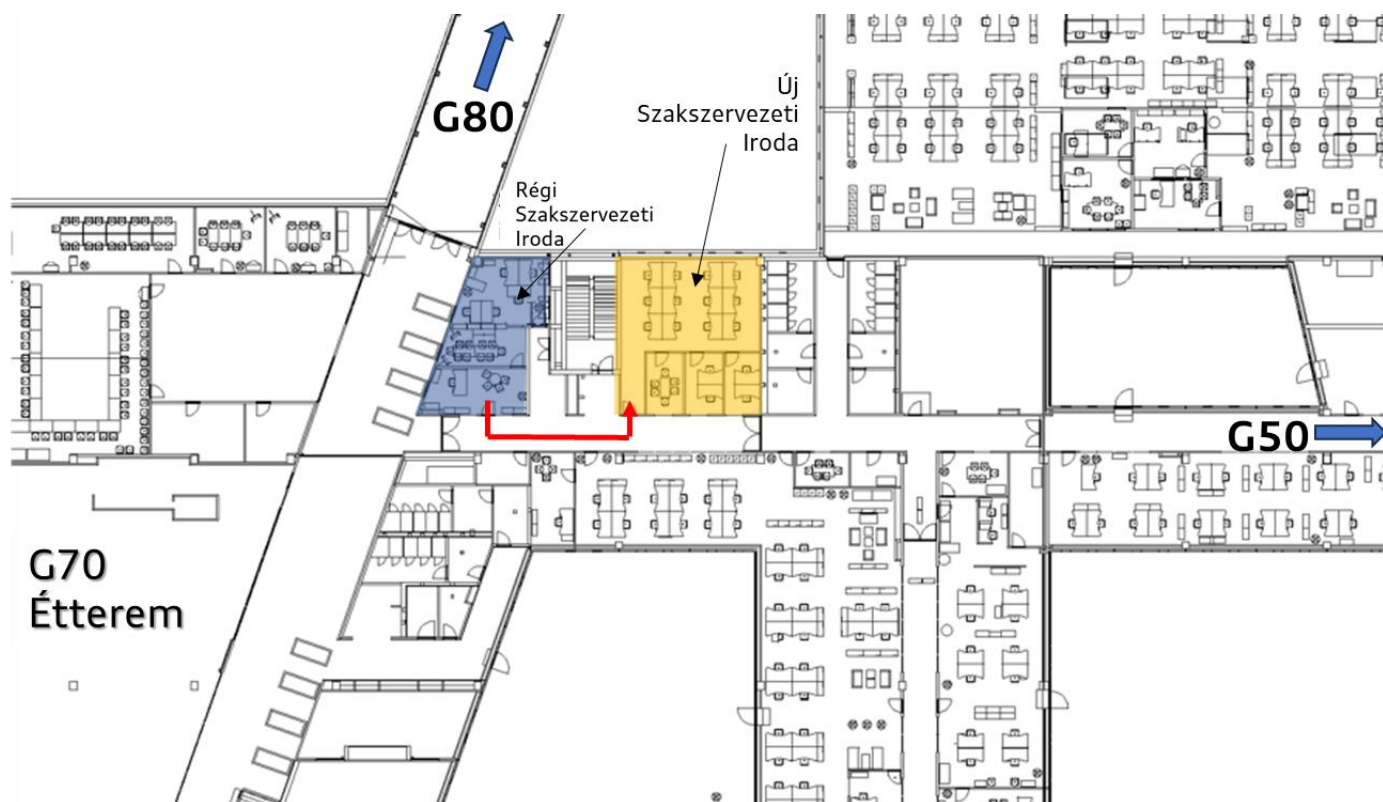 G80
Új
Szakszervezeti
Iroda
Régi
Szakszervezeti
Iroda
G50
G70
Étterem